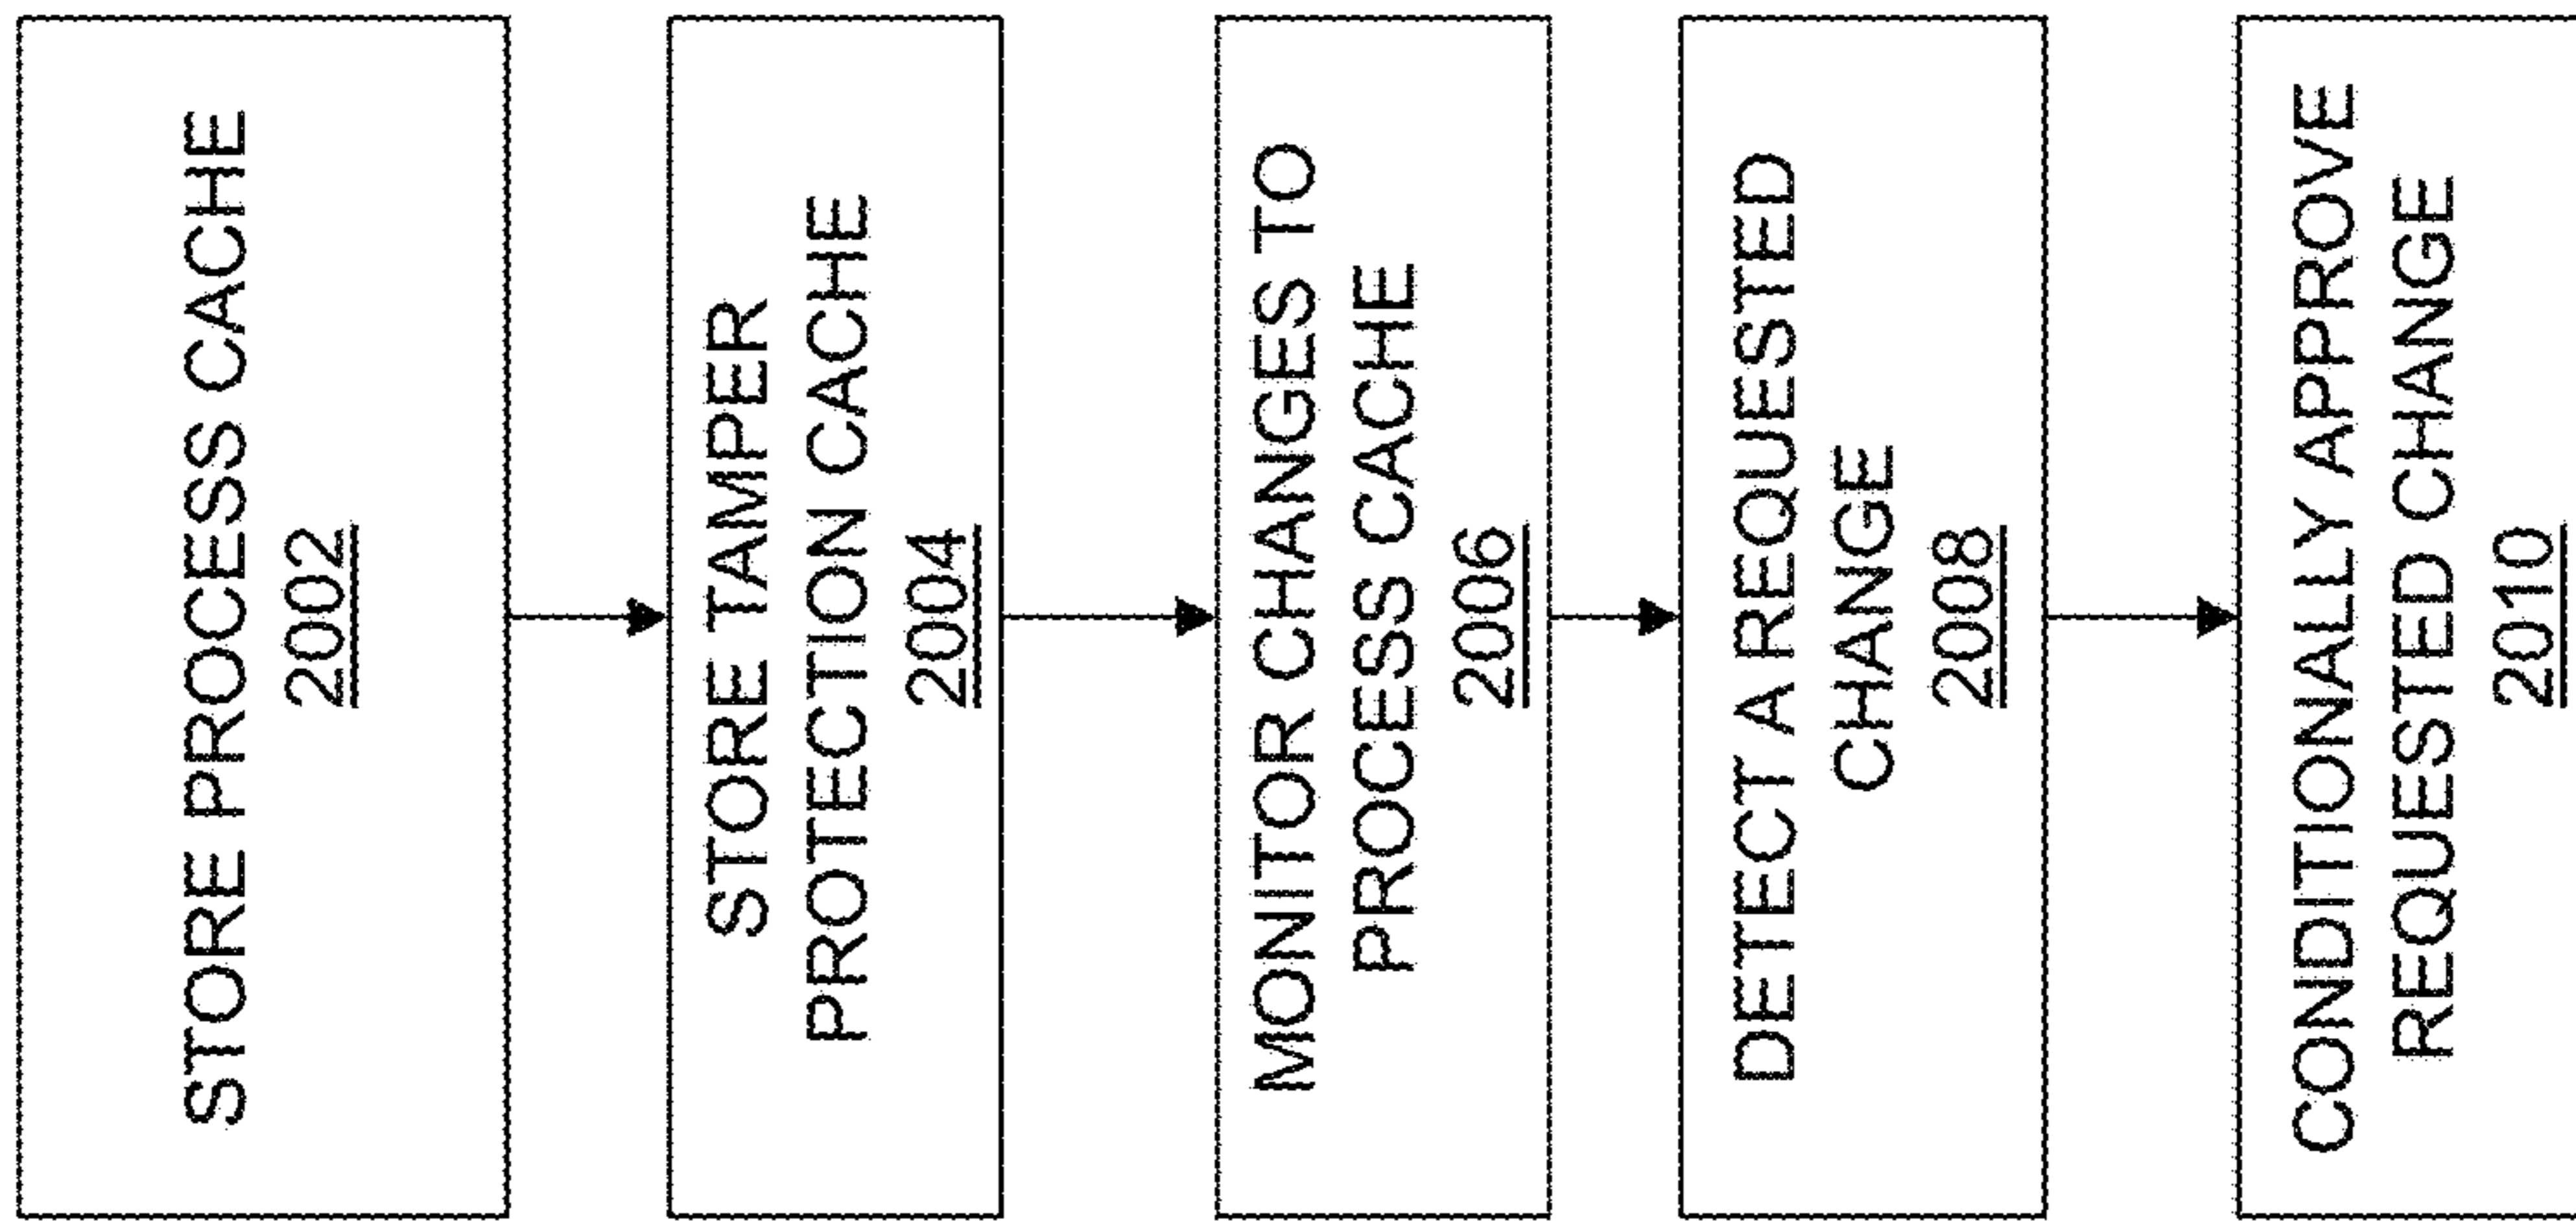 STORE PROCESS CACHE
2002
STORE TAMPER
PROTECTION CACHE
2004
MONITOR CHANGES TO
PROCESS CACHE
2006
DETECT A REQUESTED
CHANGE
2008
CONDITIONALLY APPROVE
REQUESTED CHANGE
2010